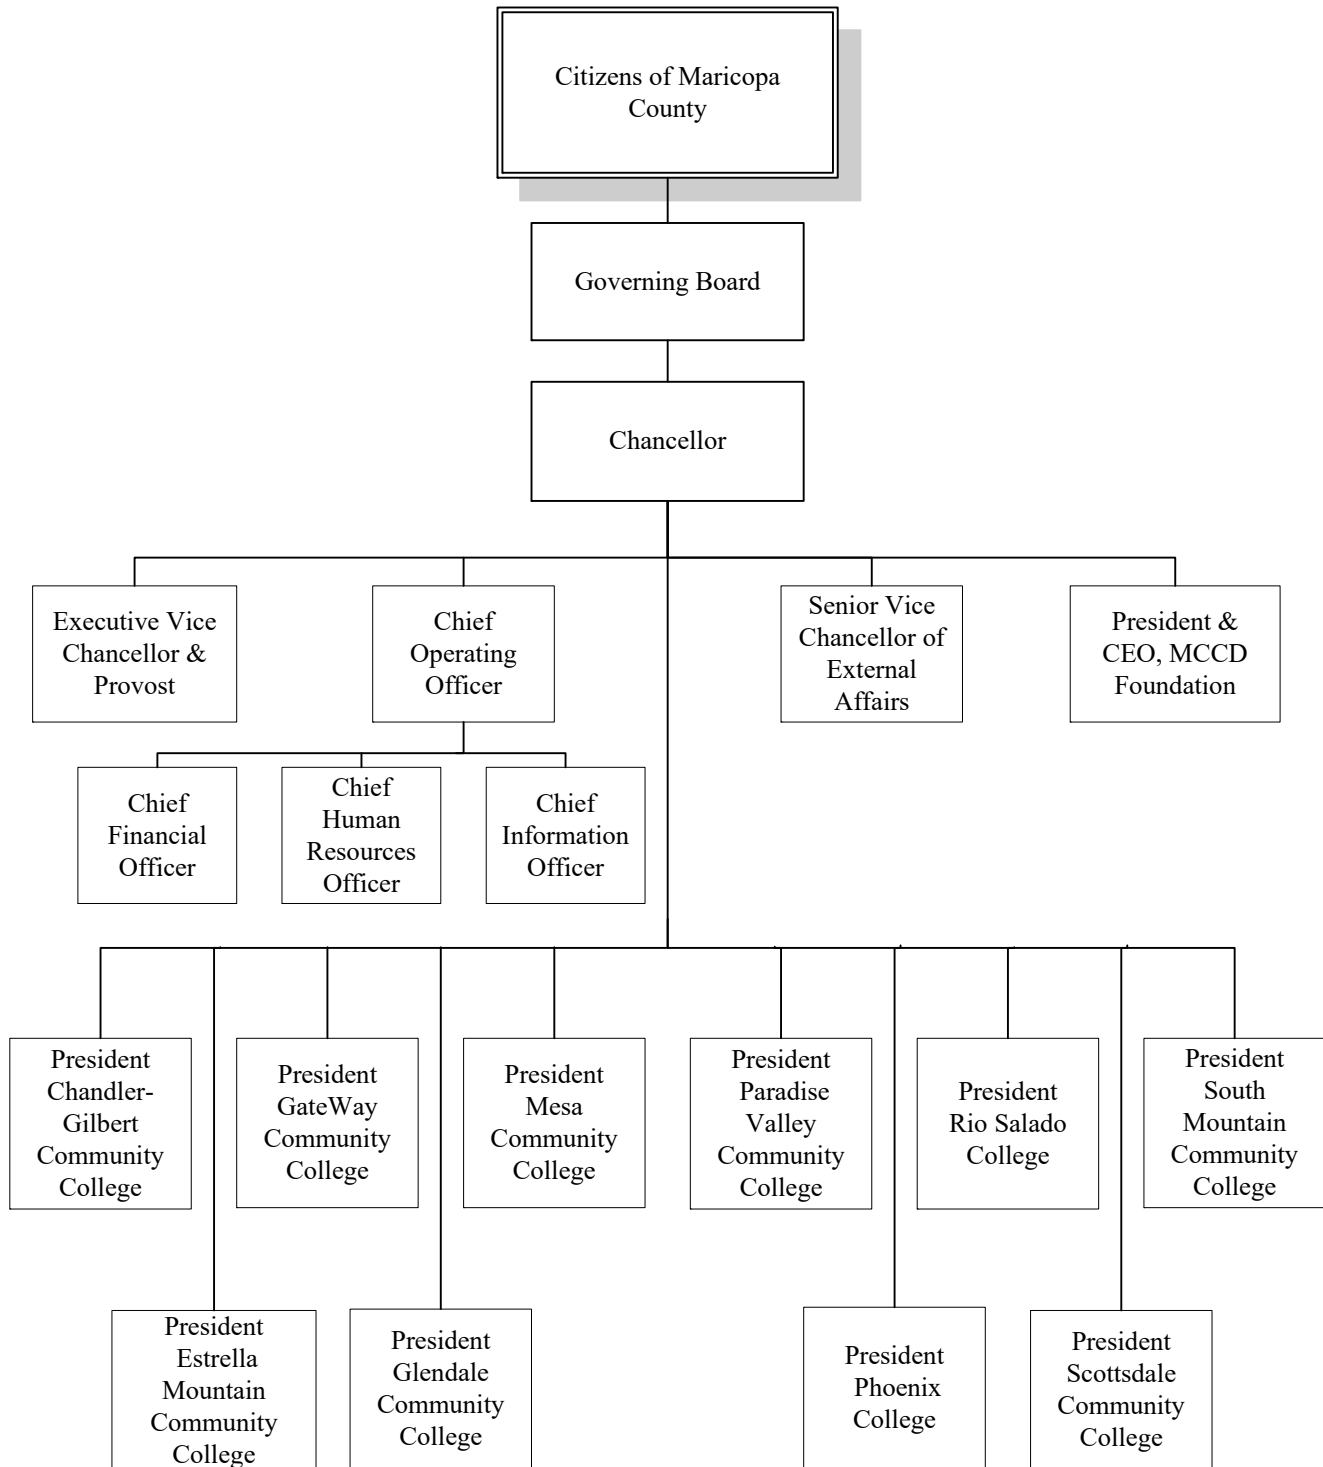 Citizens of Maricopa
County
Governing Board
Chancellor
Executive Vice
Chancellor &
Provost
Chief
Operating
Officer
Senior Vice
Chancellor of
External
Affairs
President &
CEO, MCCD
Foundation
Chief
Financial
Officer
Chief
Human
Resources
Officer
Chief
Information
Officer
President
Chandler-
Gilbert
Community
College
President
GateWay
Community
College
President
Mesa
Community
College
President
Paradise
Valley
Community
College
President
Rio Salado
College
President
South
Mountain
Community
College
President
Estrella
Mountain
Community
College
President
Glendale
Community
College
President
Phoenix
College
President
Scottsdale
Community
College